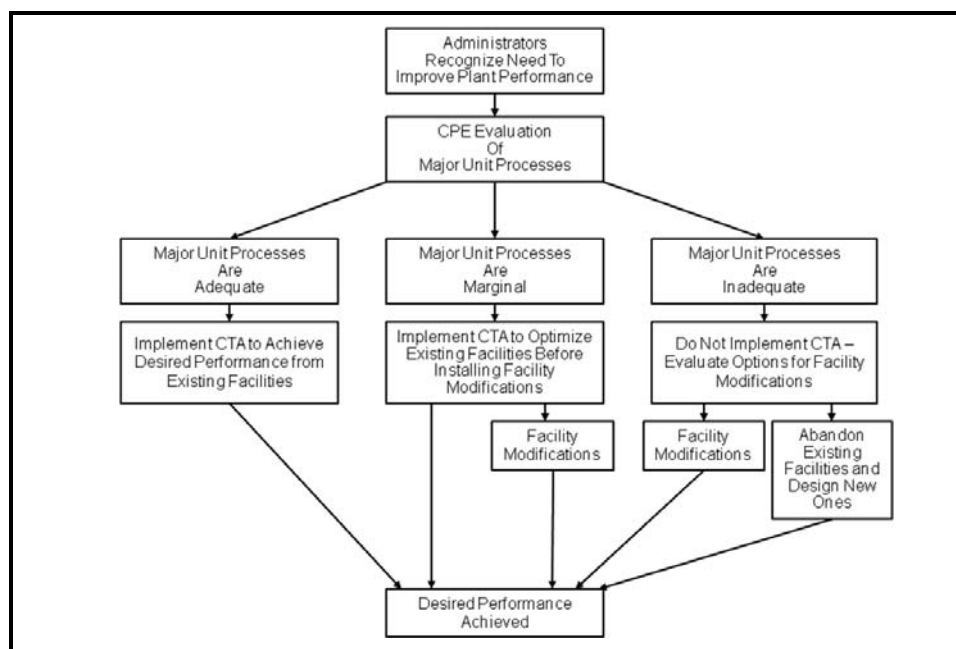 Administrators
Recognize Need To
Improve Plant Performance
CPE Evaluation
Of
Major Unit Processes
Major Unit Processes
Are
Adequate
Major Unit Processes
Are
Marginal
Major Unit Processes
Are
Inadequate
Implement CTA to Achieve
Desired Performance from
Existing Facilities
Implement CTA to Optimize
Existing Facilities Before
Installing Facility
Modifications
Do Not Implement CTA –
Evaluate Options for Facility
Modifications
Facility
Modifications
Facility
Modifications
Abandon
Existing
Facilities and
Design New
Ones
Desired Performance
Achieved